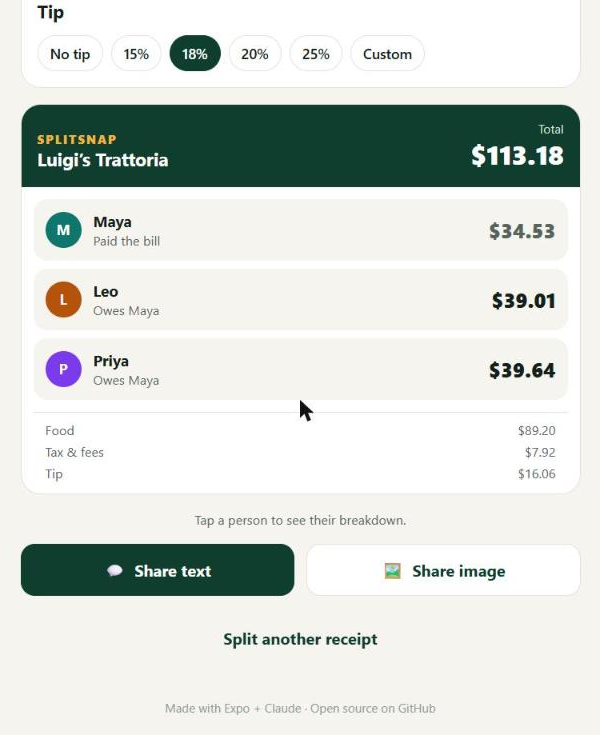 Tip
No tip 15% 18% 20% 25% Custom
SPLITSNAP
Luigi's Trattoria
Total
$113.18
M Maya
Paid the bill
$34.53
L Leo
Owes Maya
$39.01
P Priya
Owes Maya
$39.64
Food $89.20
Tax & fees $7.92
Tip $16.06
Tap a person to see their breakdown.
Share text Share image
Split another receipt
Made with Expo + Claude · Open source on GitHub